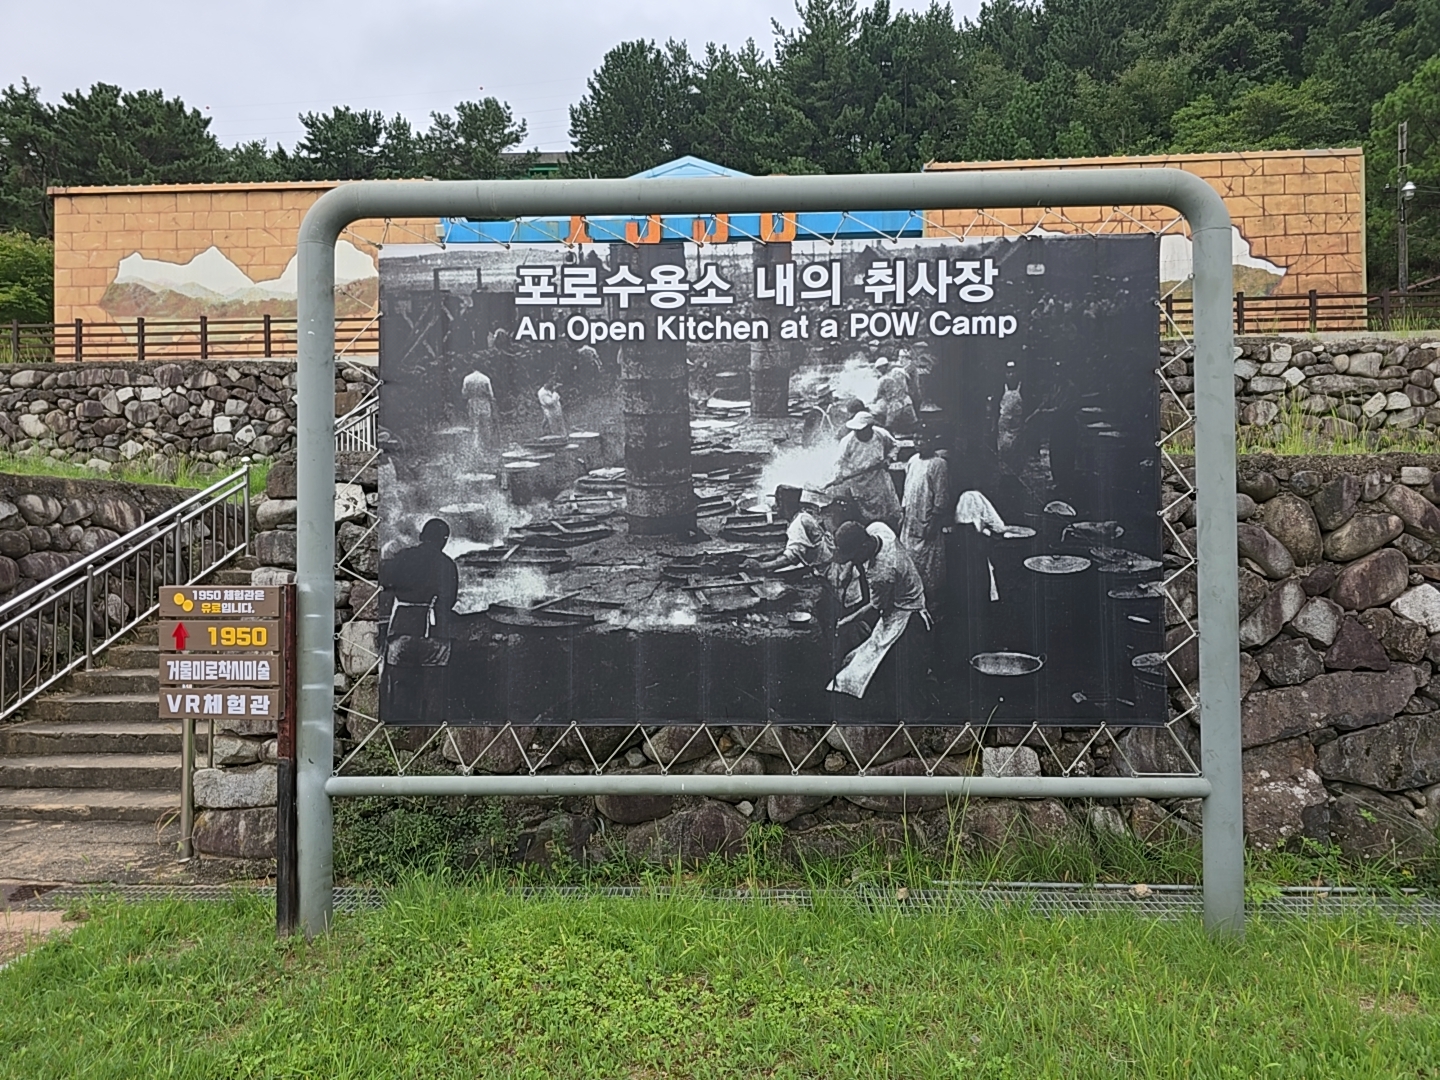 1950
포로수용소 내의 취사장
An Open Kitchen at a POW Camp
1950 체험관은
유료입니다.
1950
거울미로착시미술
VR체험관